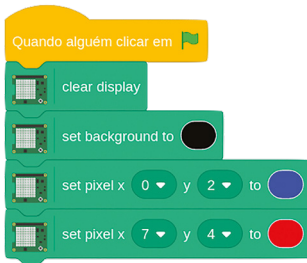 Quando alguém clicar em
clear display
set background to
set pixel x 0 y 2 to
set pixel x 7 y 4 to